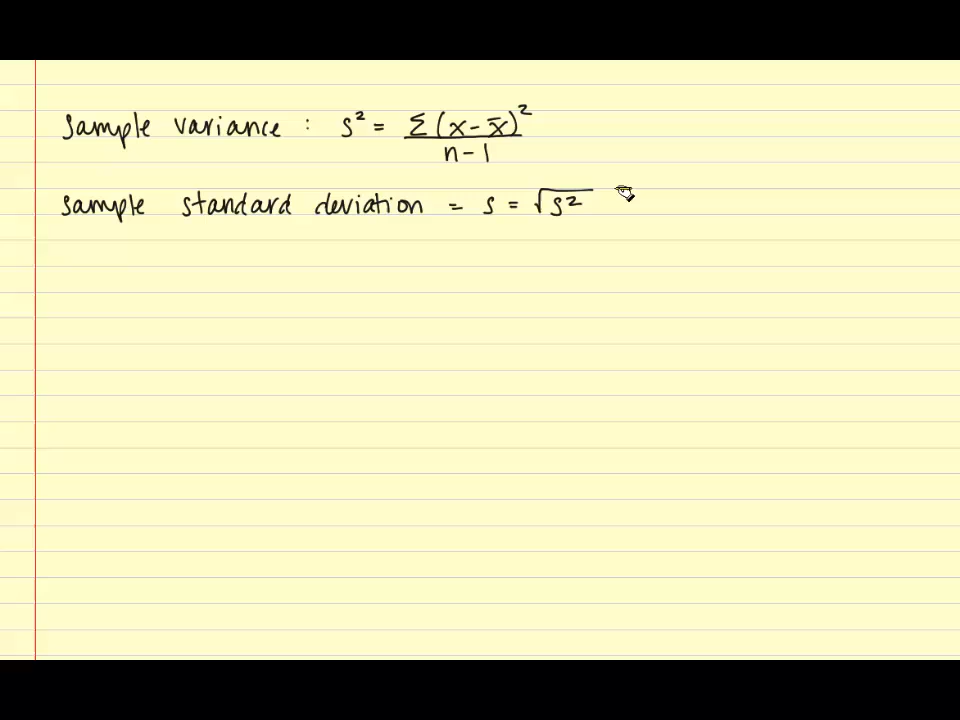 sample variance : s² = Σ(x - x̄)² / n - 1
sample standard deviation = s = √s²